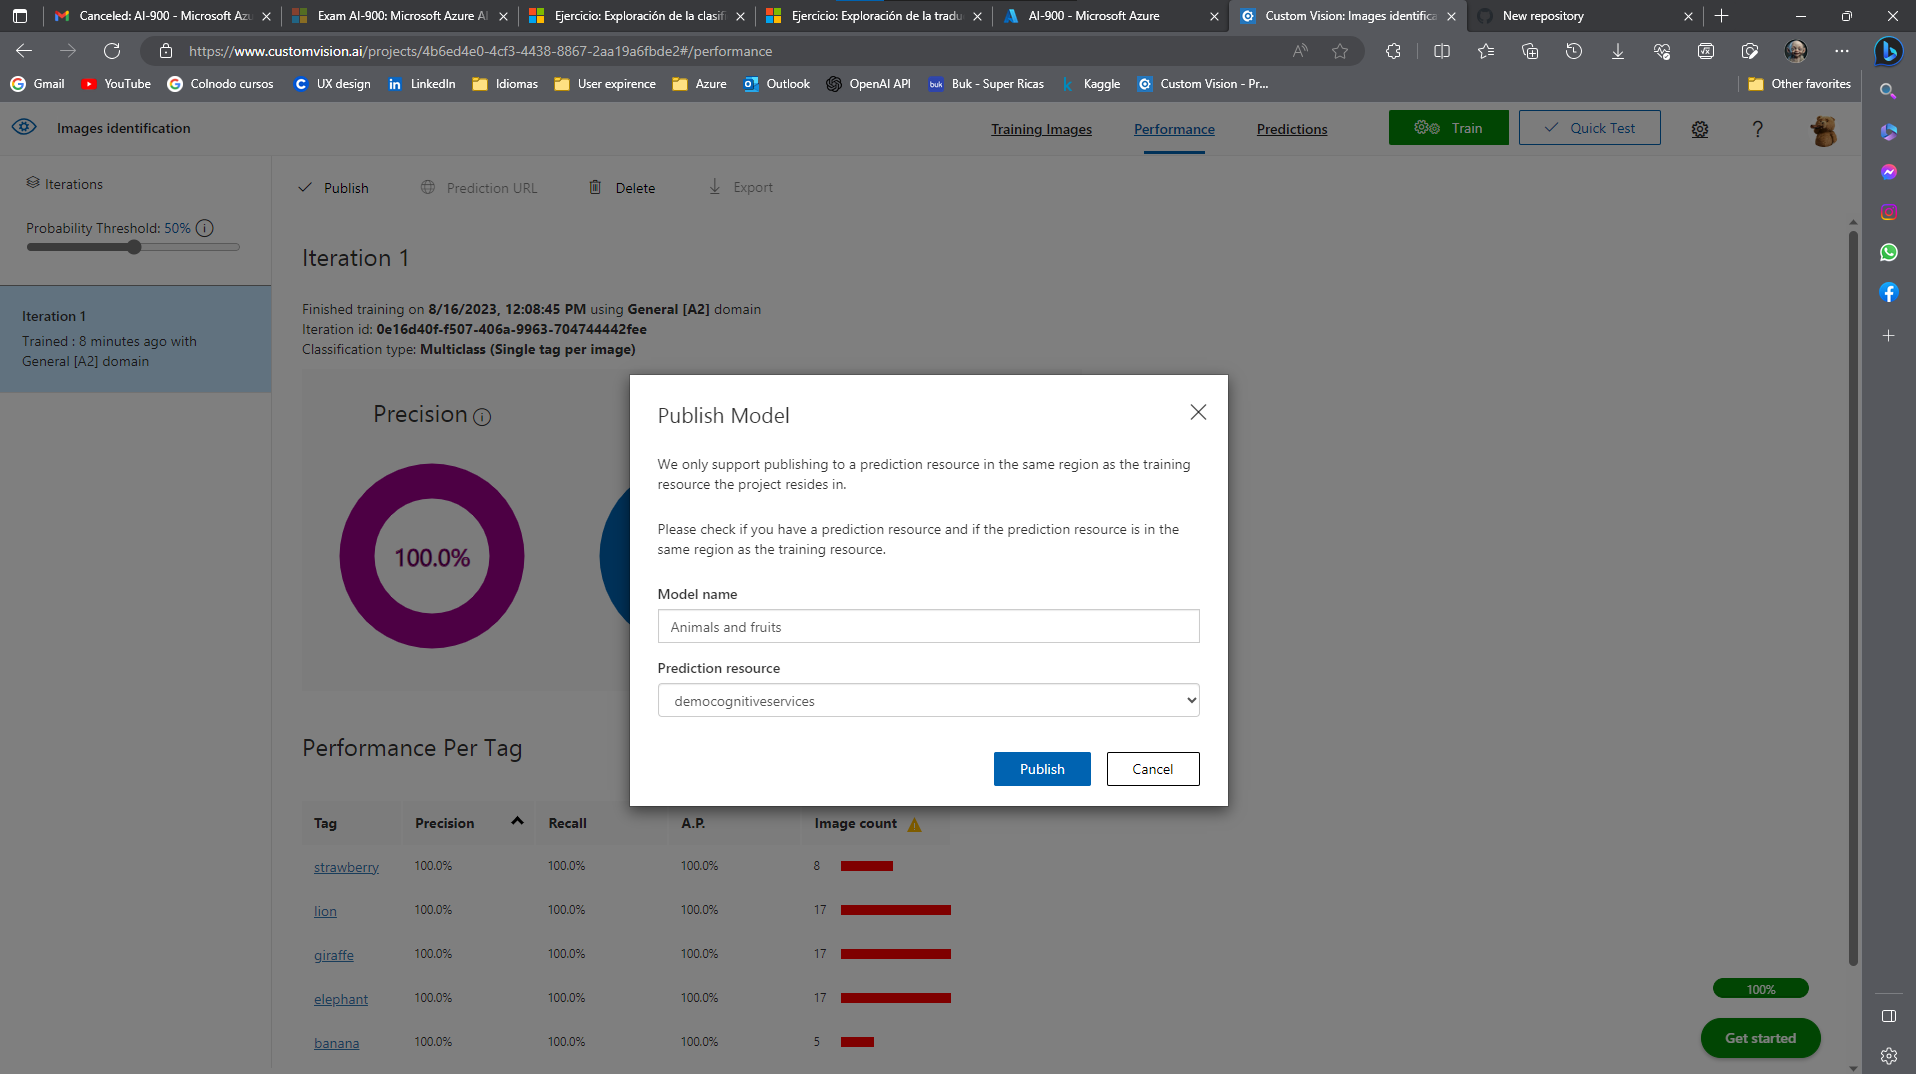 Canceled: AI-900 - Microsoft Azu
Exam AI-900: Microsoft Azure AI
Ejercicio: Exploración de la clasifi
Ejercicio: Exploración de la tradu
AI-900 - Microsoft Azure
Custom Vision: Images identifica
New repository
https://www.customvision.ai/projects/4b6ed4e0-4cf3-4438-8867-2aa19a6fbde2#/performance
Gmail
YouTube
Colnodo cursos
UX design
LinkedIn
Idiomas
User expirence
Azure
Outlook
OpenAI API
Buk - Super Ricas
Kaggle
Custom Vision - Pr...
Other favorites
Images identification
Training Images
Performance
Predictions
Train
Quick Test
?
Iterations
Publish
Prediction URL
Delete
Export
Probability Threshold: 50%
Iteration 1
Trained : 8 minutes ago with
General [A2] domain
Iteration 1
Finished training on 8/16/2023, 12:08:45 PM using General [A2] domain
Iteration id: 0e16d40f-f507-406a-9963-704744442fee
Classification type: Multiclass (Single tag per image)
Precision
100.0%
Publish Model
We only support publishing to a prediction resource in the same region as the training
resource the project resides in.
Please check if you have a prediction resource and if the prediction resource is in the
same region as the training resource.
Model name
Animals and fruits
Prediction resource
democognitiveservices
Publish
Cancel
Performance Per Tag
Tag Precision Recall A.P. Image count
strawberry 100.0% 100.0% 100.0% 8
lion 100.0% 100.0% 100.0% 17
giraffe 100.0% 100.0% 100.0% 17
elephant 100.0% 100.0% 100.0% 17
banana 100.0% 100.0% 100.0% 5
100%
Get started